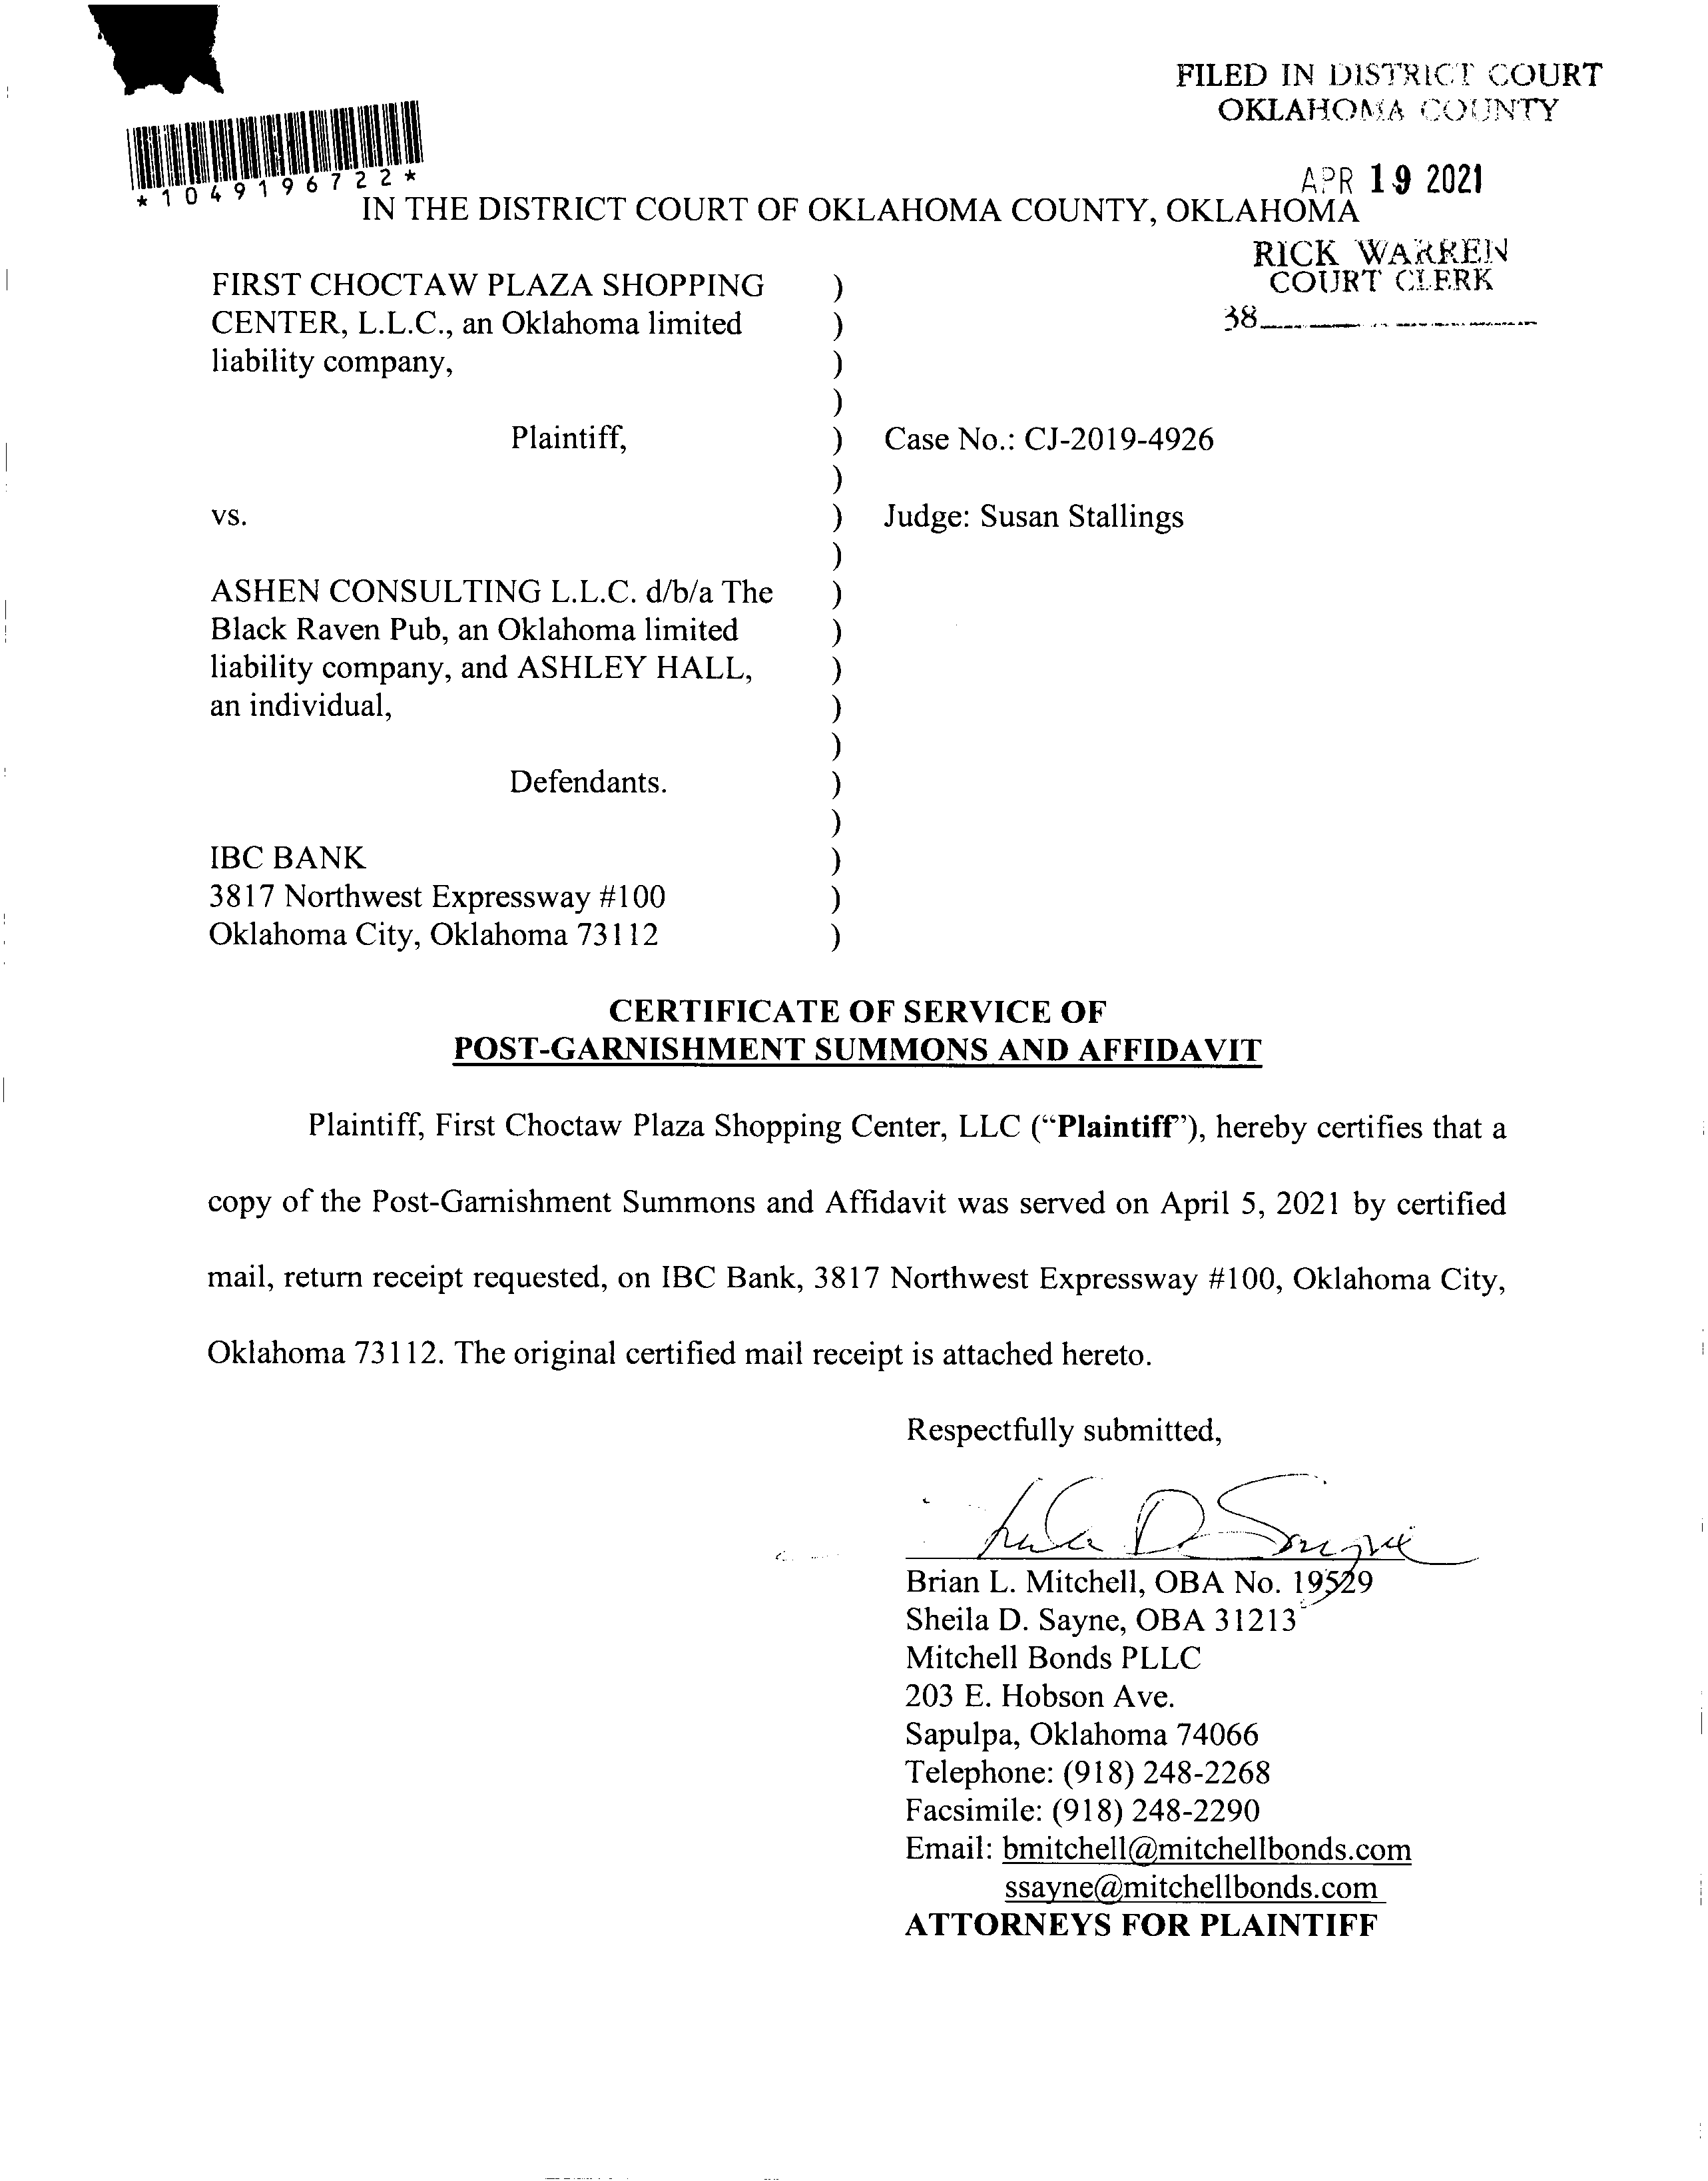 FILED IN DISTRICT COURT
OKLAHOMA COUNTY
APR 19 2021
*1049196722*
IN THE DISTRICT COURT OF OKLAHOMA COUNTY, OKLAHOMA
RICK WARREN
COURT CLERK
38
FIRST CHOCTAW PLAZA SHOPPING )
CENTER, L.L.C., an Oklahoma limited )
liability company, )
)
Plaintiff, ) Case No.: CJ-2019-4926
)
vs. ) Judge: Susan Stallings
)
ASHEN CONSULTING L.L.C. d/b/a The )
Black Raven Pub, an Oklahoma limited )
liability company, and ASHLEY HALL, )
an individual, )
)
Defendants. )
)
IBC BANK )
3817 Northwest Expressway #100 )
Oklahoma City, Oklahoma 73112 )
CERTIFICATE OF SERVICE OF
POST-GARNISHMENT SUMMONS AND AFFIDAVIT
Plaintiff, First Choctaw Plaza Shopping Center, LLC (“Plaintiff”), hereby certifies that a
copy of the Post-Garnishment Summons and Affidavit was served on April 5, 2021 by certified
mail, return receipt requested, on IBC Bank, 3817 Northwest Expressway #100, Oklahoma City,
Oklahoma 73112. The original certified mail receipt is attached hereto.
Respectfully submitted,
Brian L. Mitchell, OBA No. 19529
Sheila D. Sayne, OBA 31213
Mitchell Bonds PLLC
203 E. Hobson Ave.
Sapulpa, Oklahoma 74066
Telephone: (918) 248-2268
Facsimile: (918) 248-2290
Email: bmitchell@mitchellbonds.com
ssayne@mitchellbonds.com
ATTORNEYS FOR PLAINTIFF